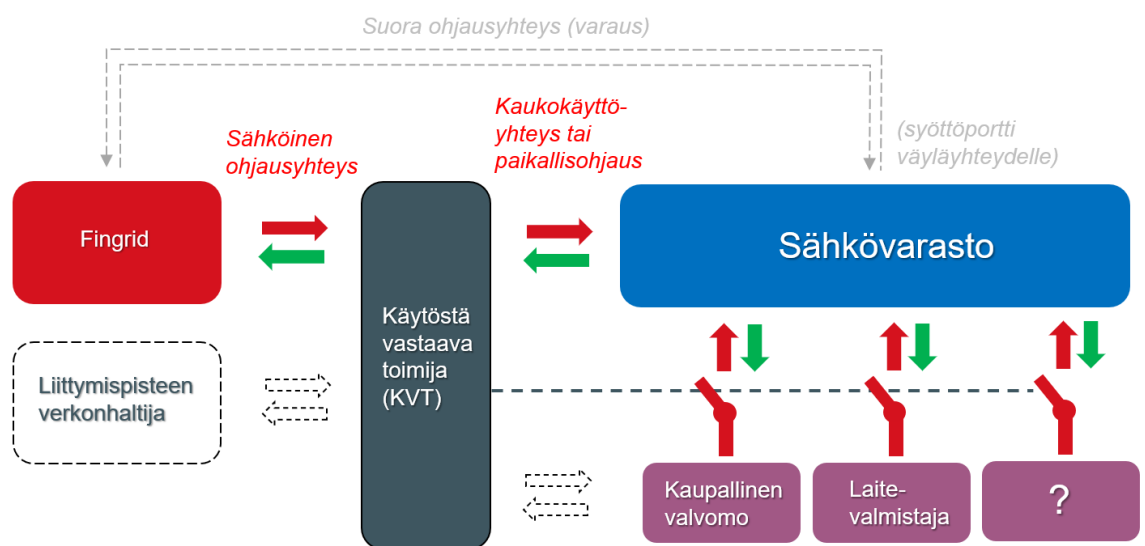 Suora ohjausyhteys (varaus)
Sähköinen
ohjausyhteys
Kaukokäyttö-
yhteys tai
paikallisohjaus
(syöttöportti
väyläyhteydelle)
Fingrid
Sähkövarasto
Käytöstä
vastaava
toimija
(KVT)
Liittymispisteen
verkonhaltija
Kaupallinen
valvomo
Laite-
valmistaja
?